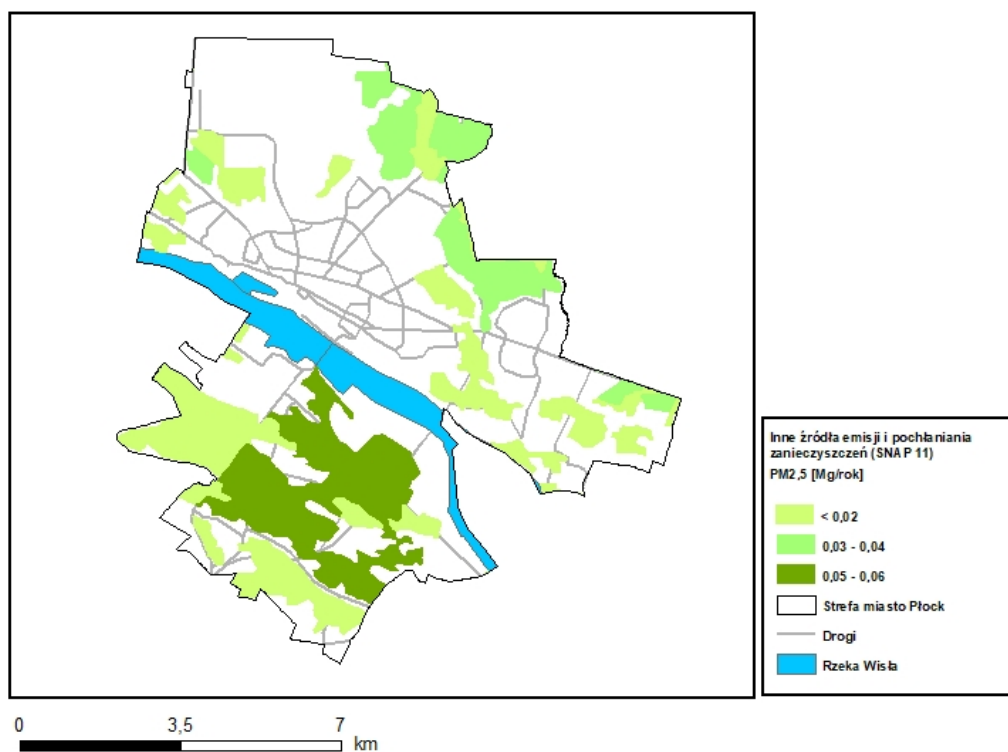 Inne źródła emisji i pochłaniania
zanieczyszczeń (SNAP 11)
PM2,5 [Mg/rok]
< 0,02
0,03 - 0,04
0,05 - 0,06
Strefa miasto Płock
Drogi
Rzeka Wisła
0 3,5 7
km